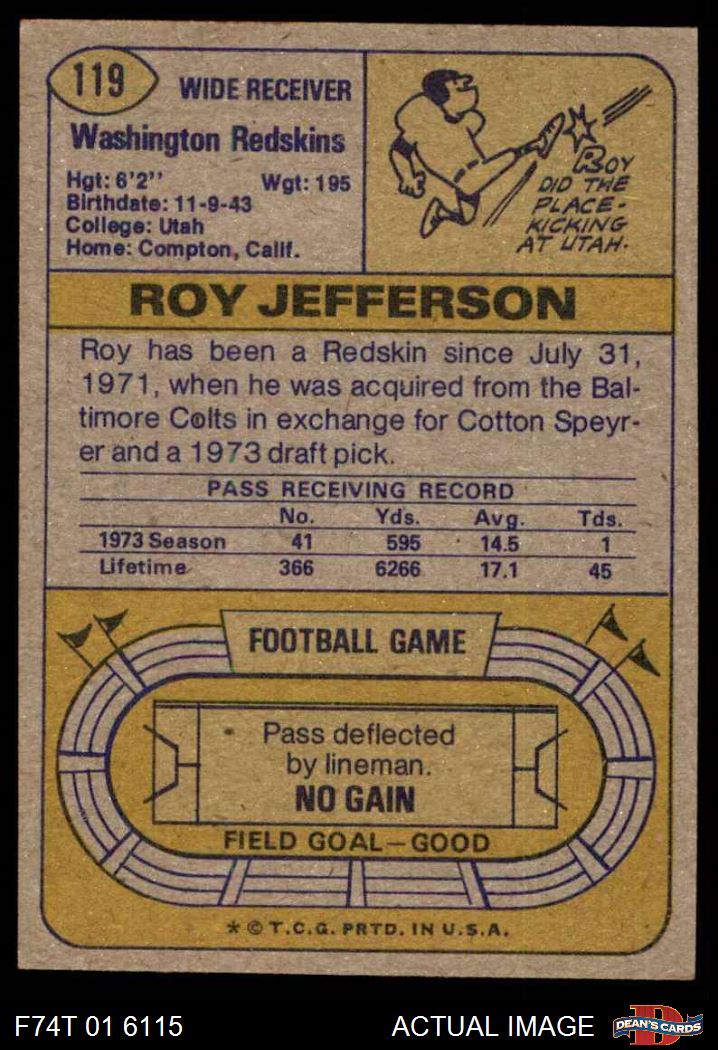 119
WIDE RECEIVER
Washington Redskins
Hgt: 6'2"    Wgt: 195
Birthdate: 11-9-43
College: Utah
Home: Compton, Calif.
ROY
DID THE
PLACE-
KICKING
AT UTAH.
ROY JEFFERSON
Roy has been a Redskin since July 31,
1971, when he was acquired from the Bal-
timore Colts in exchange for Cotton Speyr-
er and a 1973 draft pick.
PASS RECEIVING RECORD
No. Yds. Avg. Tds.
1973 Season 41 595 14.5 1
Lifetime 366 6266 17.1 45
FOOTBALL GAME
Pass deflected
by lineman.
NO GAIN
FIELD GOAL—GOOD
* © T.C.G. PRTD. IN U.S.A.
F74T 01 6115 ACTUAL IMAGE D DEAN'S CARDS